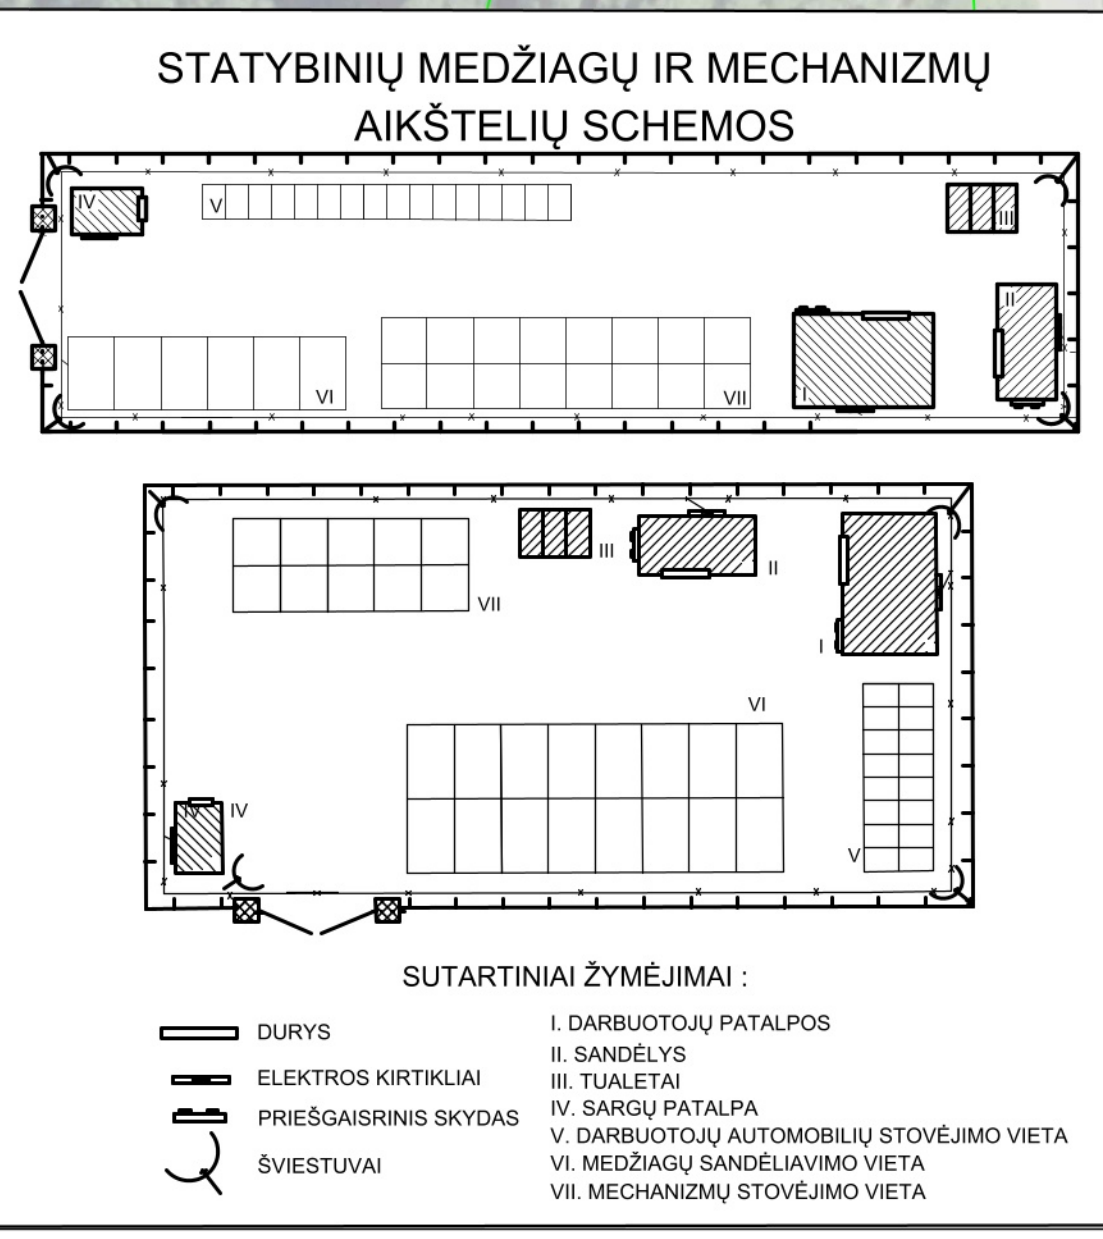 STATYBINIŲ MEDŽIAGŲ IR MECHANIZMŲ
AIKŠTELIŲ SCHEMOS
IV
V
III
II
VI
VII
I
III
II
VII
I
VI
IV
IV
V
SUTARTINIAI ŽYMĖJIMAI :
DURYS
ELEKTROS KIRTIKLIAI
PRIEŠGAISRINIS SKYDAS
ŠVIESTUVAI
I. DARBUOTOJŲ PATALPOS
II. SANDĖLYS
III. TUALETAI
IV. SARGŲ PATALPA
V. DARBUOTOJŲ AUTOMOBILIŲ STOVĖJIMO VIETA
VI. MEDŽIAGŲ SANDĖLIAVIMO VIETA
VII. MECHANIZMŲ STOVĖJIMO VIETA